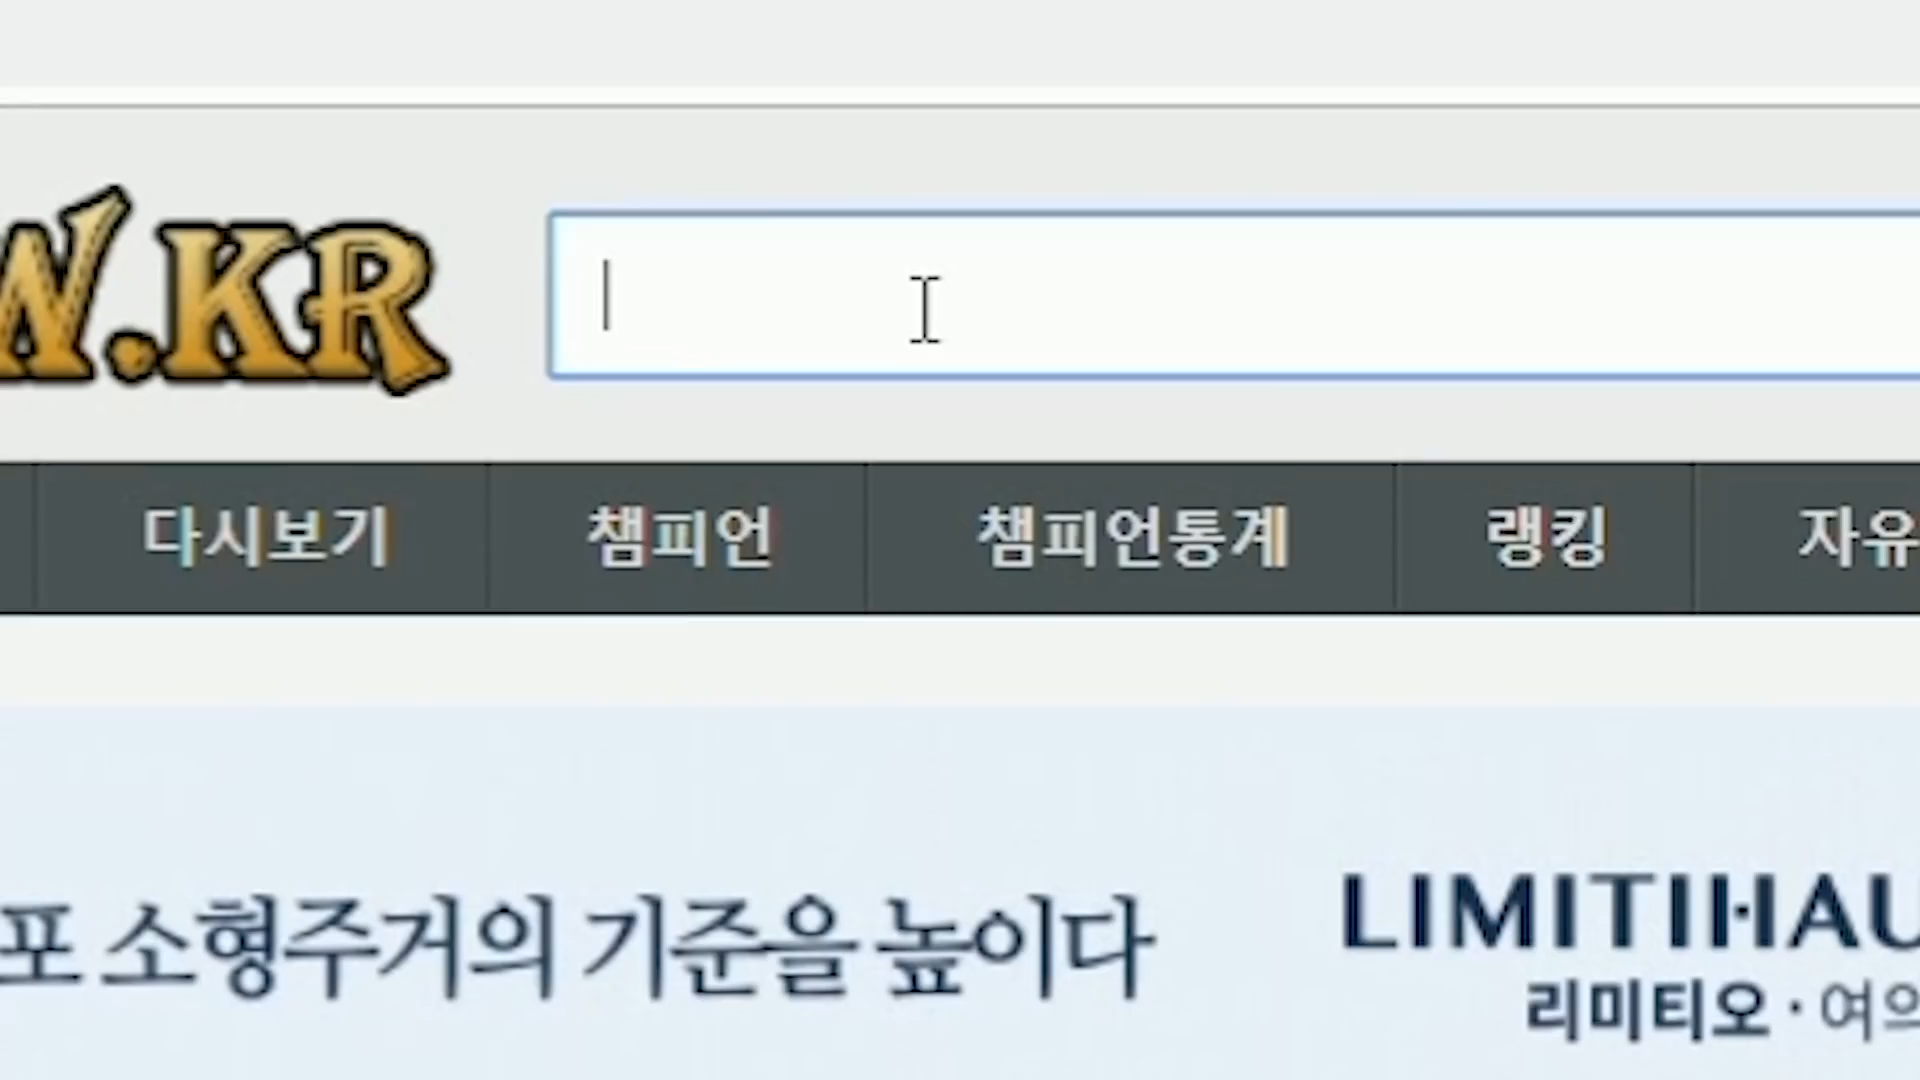 W.KR
다시보기 챔피언 챔피언통계 랭킹 자유
포 소형주거의 기준을 높이다
LIMITIHAU
리미티오 · 여의